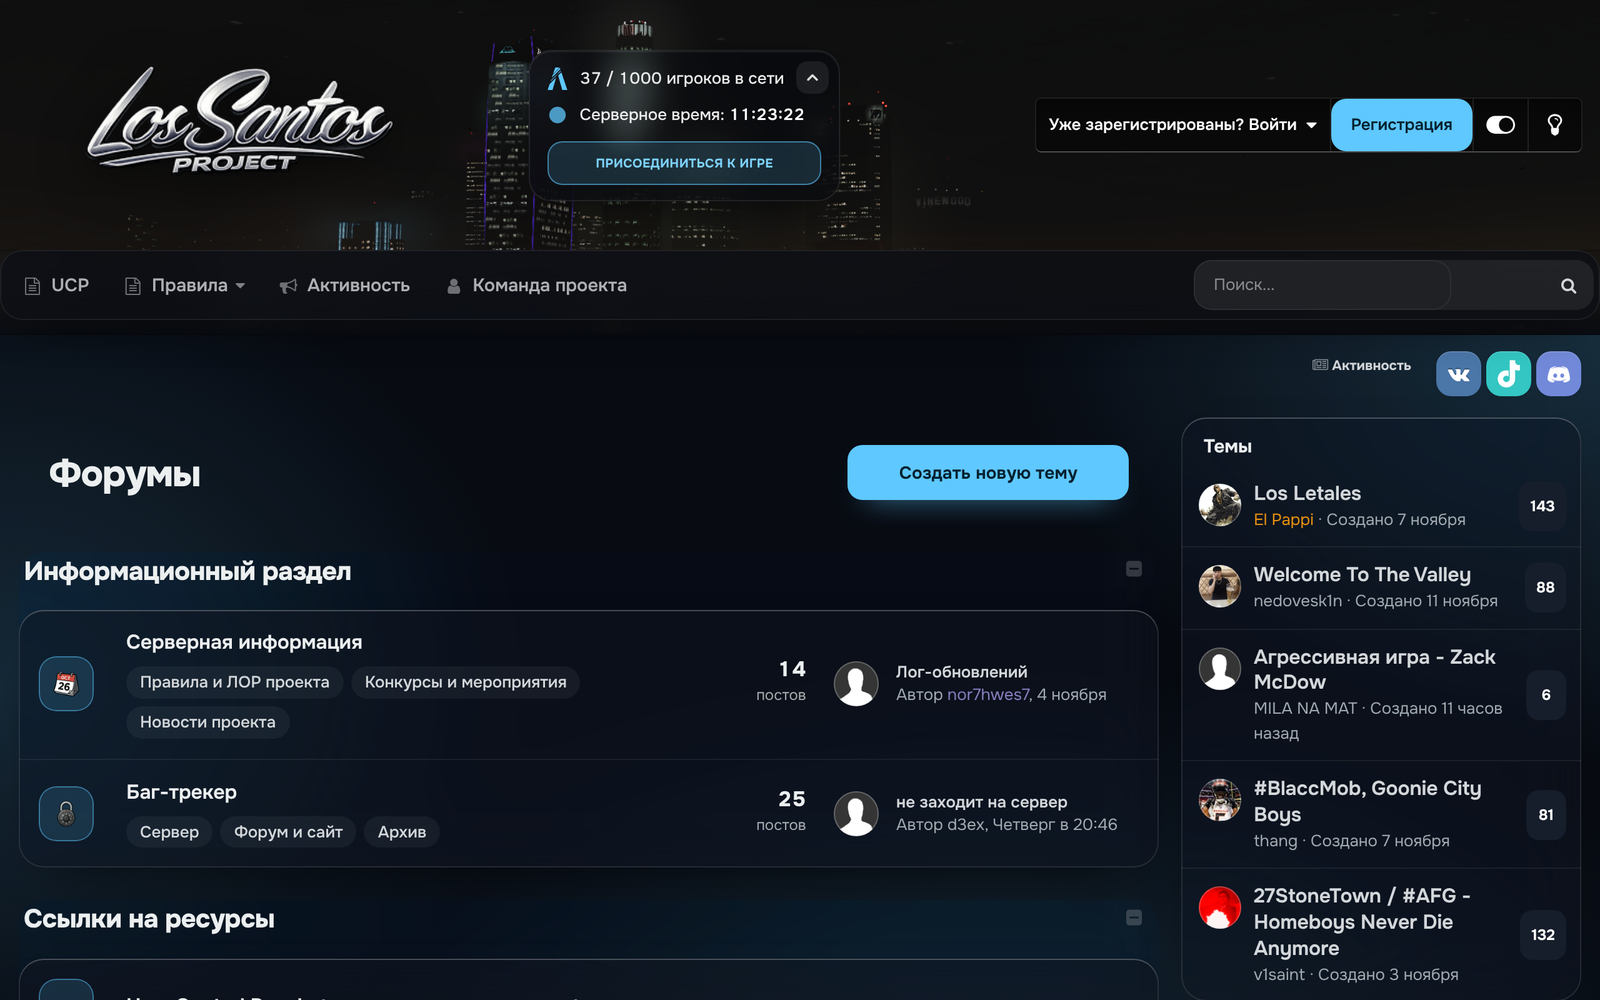 Los Santos
PROJECT
37 / 1000 игроков в сети
Серверное время: 11:23:22
ПРИСОЕДИНИТЬСЯ К ИГРЕ
Уже зарегистрированы? Войти
Регистрация
VINEWOOD
UCP
Правила
Активность
Команда проекта
Поиск...
Активность
Форумы
Создать новую тему
Информационный раздел
Серверная информация
Правила и ЛОР проекта
Конкурсы и мероприятия
Новости проекта
14
постов
Лог-обновлений
Автор nor7hwes7, 4 ноября
Баг-трекер
Сервер
Форум и сайт
Архив
25
постов
не заходит на сервер
Автор d3ex, Четверг в 20:46
Ссылки на ресурсы
Темы
Los Letales
El Pappi · Создано 7 ноября
143
Welcome To The Valley
nedovesk1n · Создано 11 ноября
88
Агрессивная игра - Zack
McDow
MILA NA MAT · Создано 11 часов
назад
6
#BlaccMob, Goonie City
Boys
thang · Создано 7 ноября
81
27StoneTown / #AFG -
Homeboys Never Die
Anymore
v1saint · Создано 3 ноября
132